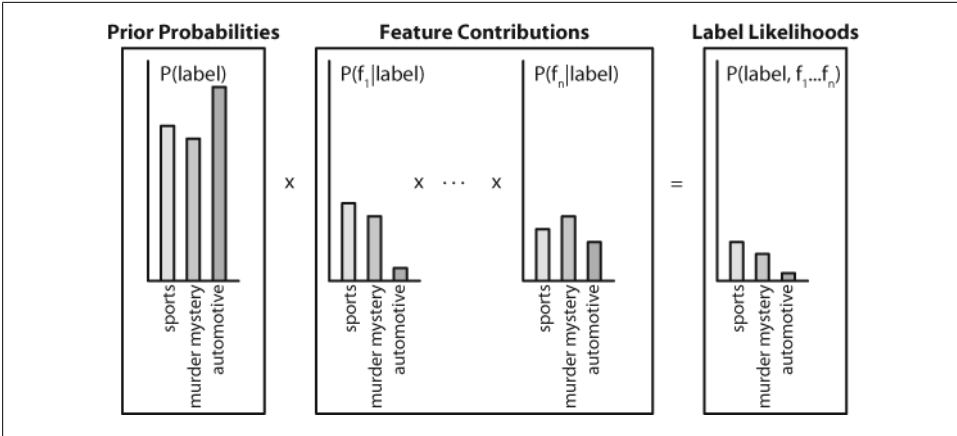 Prior Probabilities
Feature Contributions
Label Likelihoods
P(label)
P(f₁|label)
P(fₙ|label)
P(label, f₁...fₙ)
x
x ... x
=
sports
murder mystery
automotive
sports
murder mystery
automotive
sports
murder mystery
automotive
sports
murder mystery
automotive